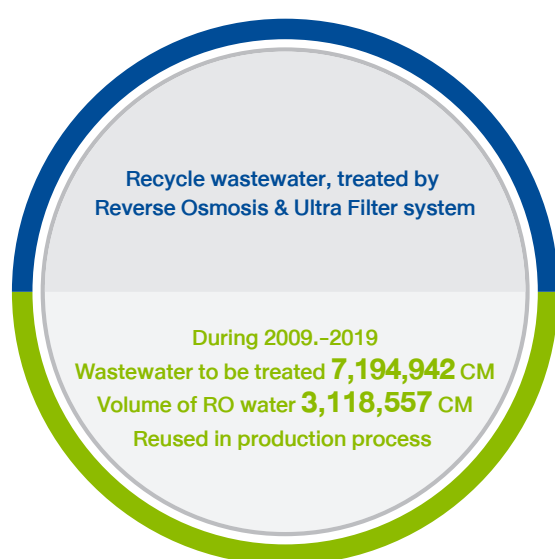 Recycle wastewater, treated by
Reverse Osmosis & Ultra Filter system
During 2009.-2019
Wastewater to be treated 7,194,942 CM
Volume of RO water 3,118,557 CM
Reused in production process